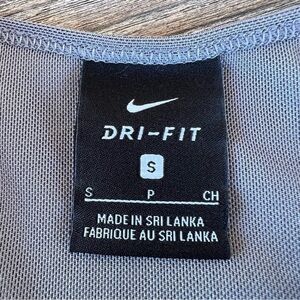 DRI-FIT
S
S P CH
MADE IN SRI LANKA
FABRIQUE AU SRI LANKA